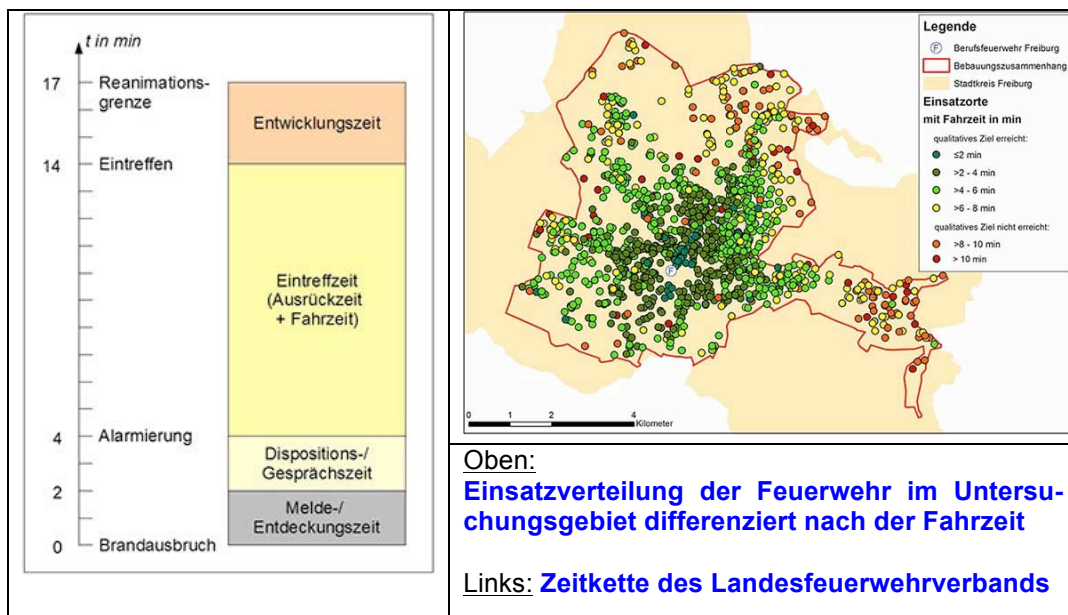 t in min
17
Reanimations-
grenze
Entwicklungszeit
14
Eintreffen
Eintreffzeit
(Ausrückzeit
+ Fahrzeit)
4
Alarmierung
Dispositions-/
Gesprächszeit
2
Melde-/
Entdeckungszeit
0
Brandausbruch
Legende
F Berufsfeuerwehr Freiburg
Bebauungszusammenhang
Stadtkreis Freiburg
Einsatzorte
mit Fahrzeit in min
qualitatives Ziel erreicht:
≤2 min
>2 - 4 min
>4 - 6 min
>6 - 8 min
qualitatives Ziel nicht erreicht:
>8 - 10 min
> 10 min
F
0 1 2 4
Kilometer
Oben:
Einsatzverteilung der Feuerwehr im Untersu-
chungsgebiet differenziert nach der Fahrzeit
Links: Zeitkette des Landesfeuerwehrverbands